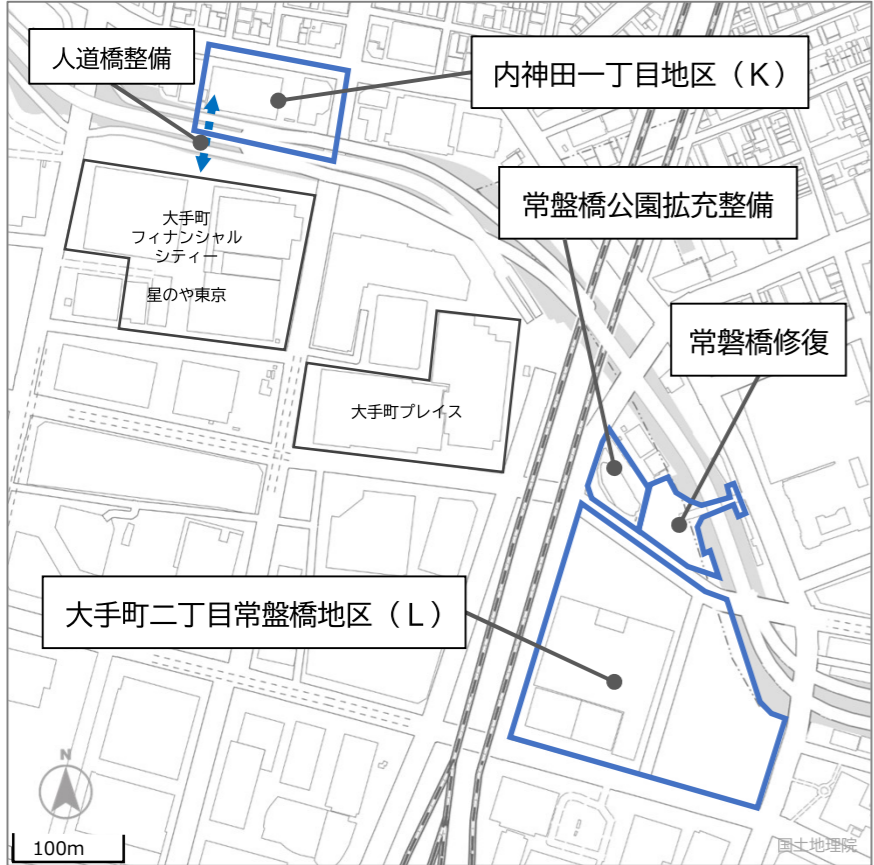 人道橋整備
内神田一丁目地区（K）
常盤橋公園拡充整備
大手町
フィナンシャル
シティー
星のや東京
常磐橋修復
大手町プレイス
大手町二丁目常盤橋地区（L）
N
100m
国土地理院